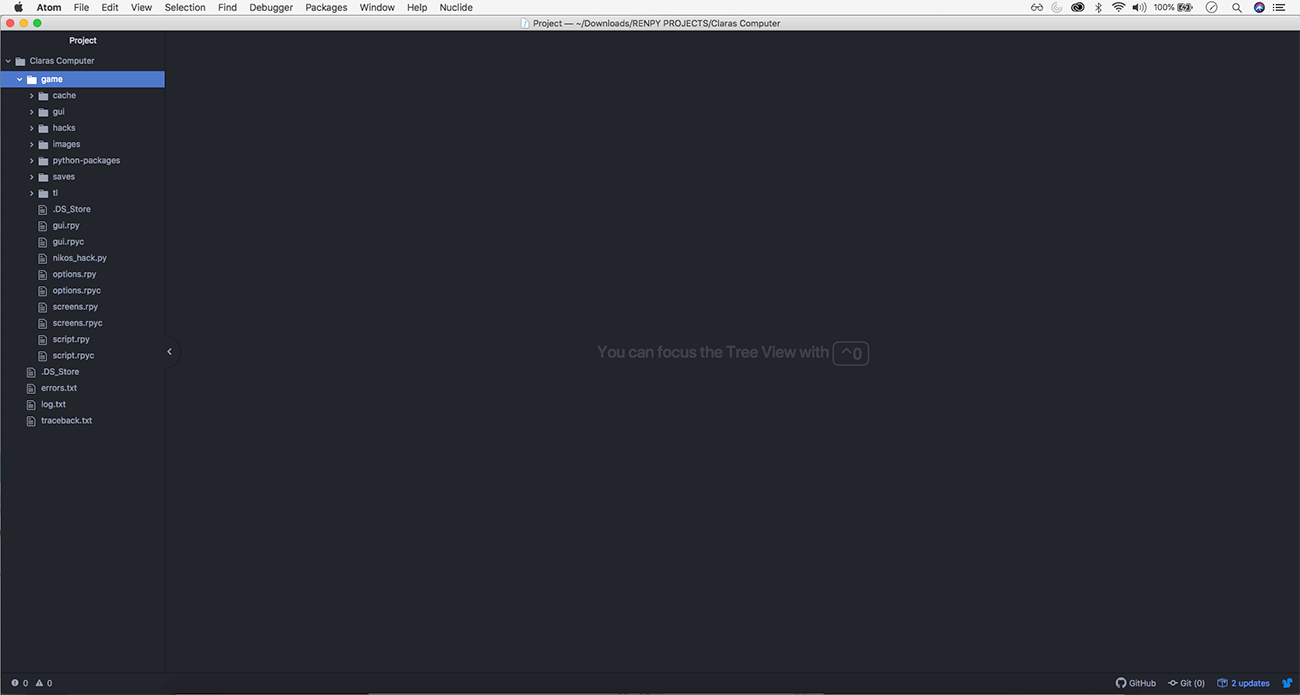 Atom File Edit View Selection Find Debugger Packages Window Help Nuclide 100%
Project — ~/Downloads/RENPY PROJECTS/Claras Computer
Project
Claras Computer
game
cache
gui
hacks
images
python-packages
saves
tl
.DS_Store
gui.rpy
gui.rpyc
nikos_hack.py
options.rpy
options.rpyc
screens.rpy
screens.rpyc
script.rpy
script.rpyc
.DS_Store
errors.txt
log.txt
traceback.txt
You can focus the Tree View with ^0
0 0 GitHub Git (0) 2 updates